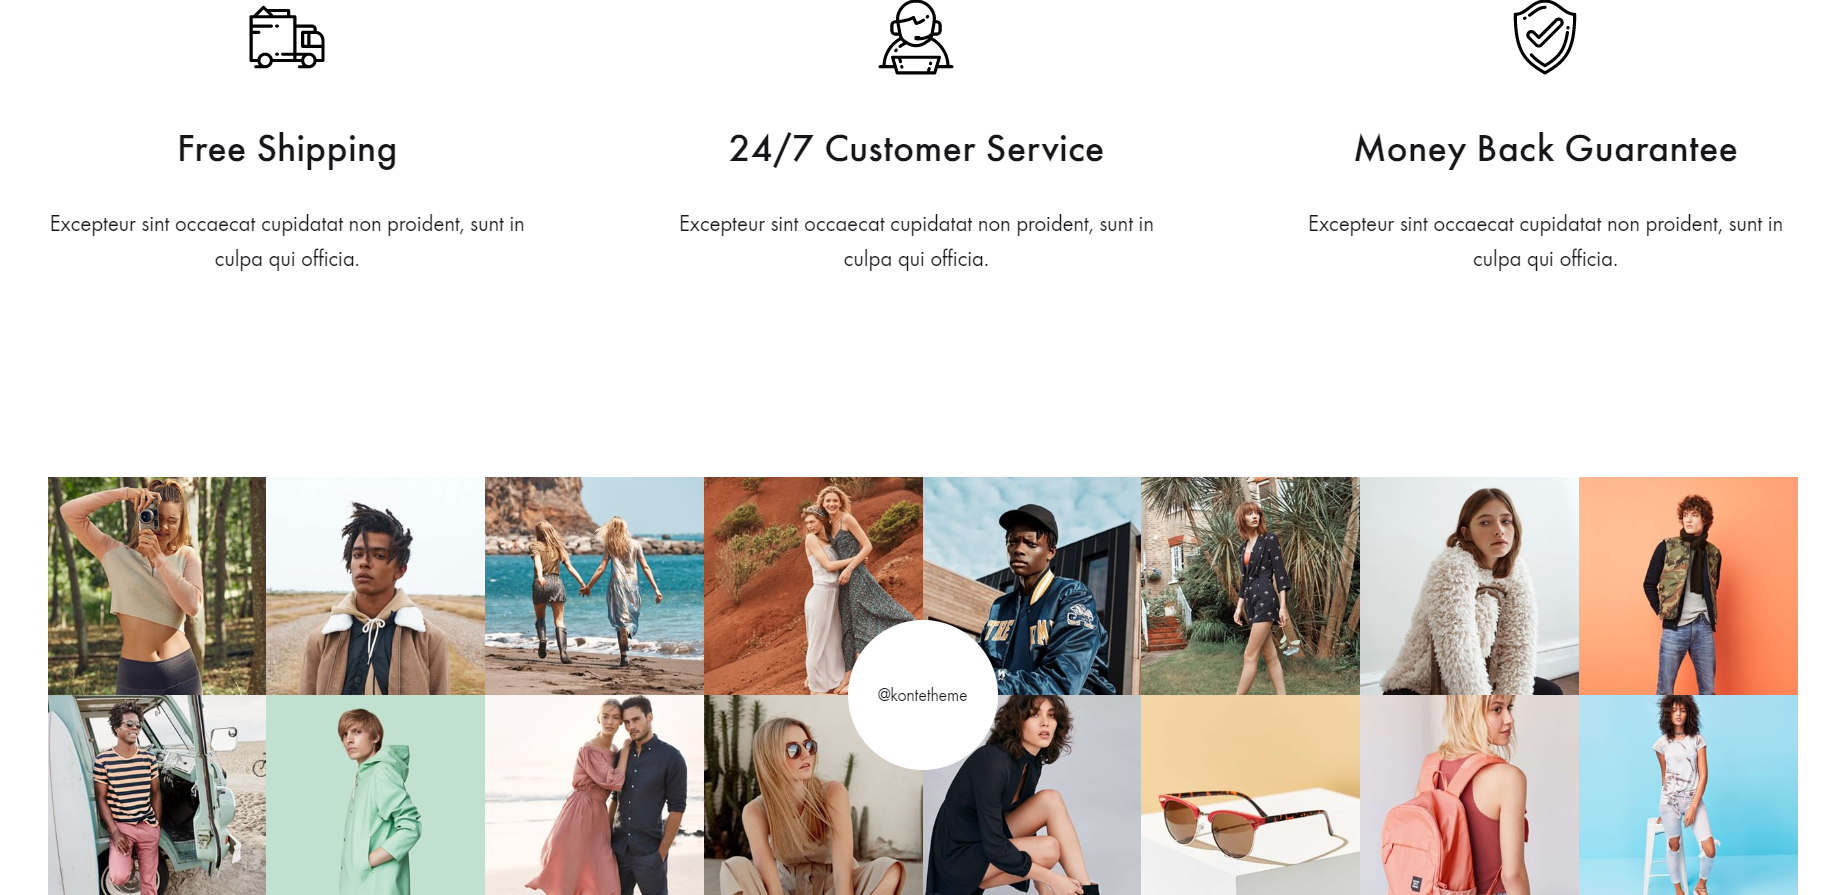 Free Shipping
Excepteur sint occaecat cupidatat non proident, sunt in
culpa qui officia.
24/7 Customer Service
Excepteur sint occaecat cupidatat non proident, sunt in
culpa qui officia.
Money Back Guarantee
Excepteur sint occaecat cupidatat non proident, sunt in
culpa qui officia.
@kontetheme